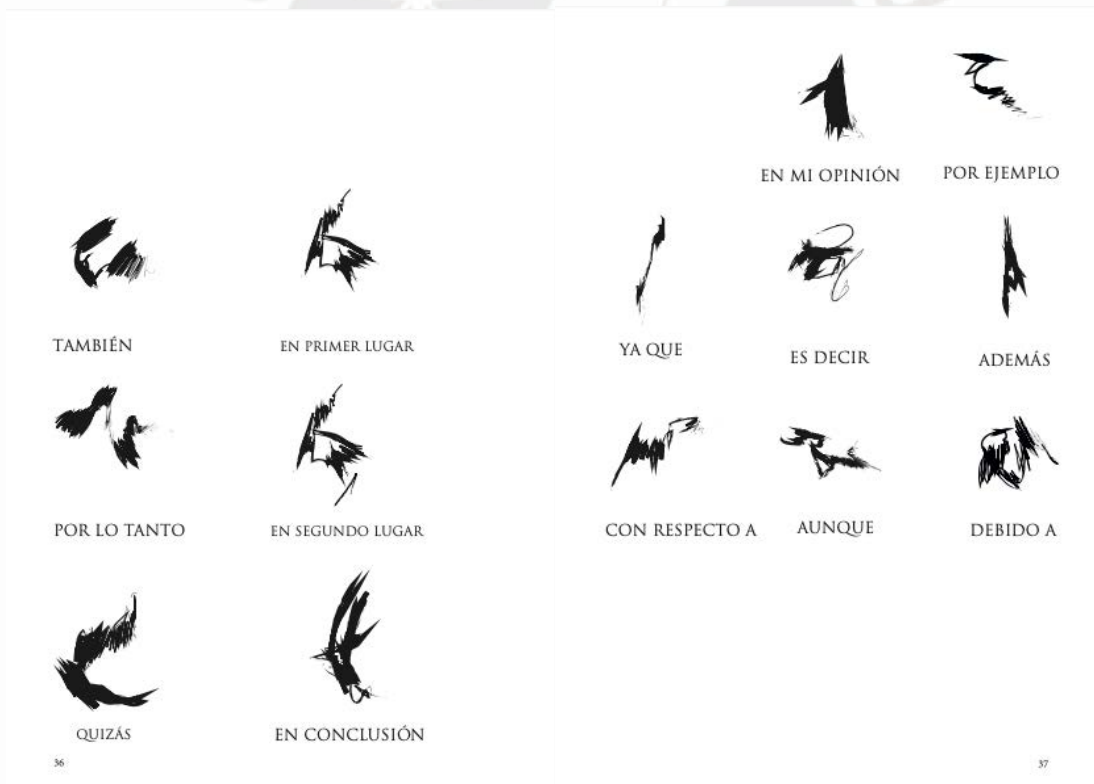 TAMBIÉN
EN PRIMER LUGAR
POR LO TANTO
EN SEGUNDO LUGAR
QUIZÁS
EN CONCLUSIÓN
36
EN MI OPINIÓN
POR EJEMPLO
YA QUE
ES DECIR
ADEMÁS
CON RESPECTO A
AUNQUE
DEBIDO A
37